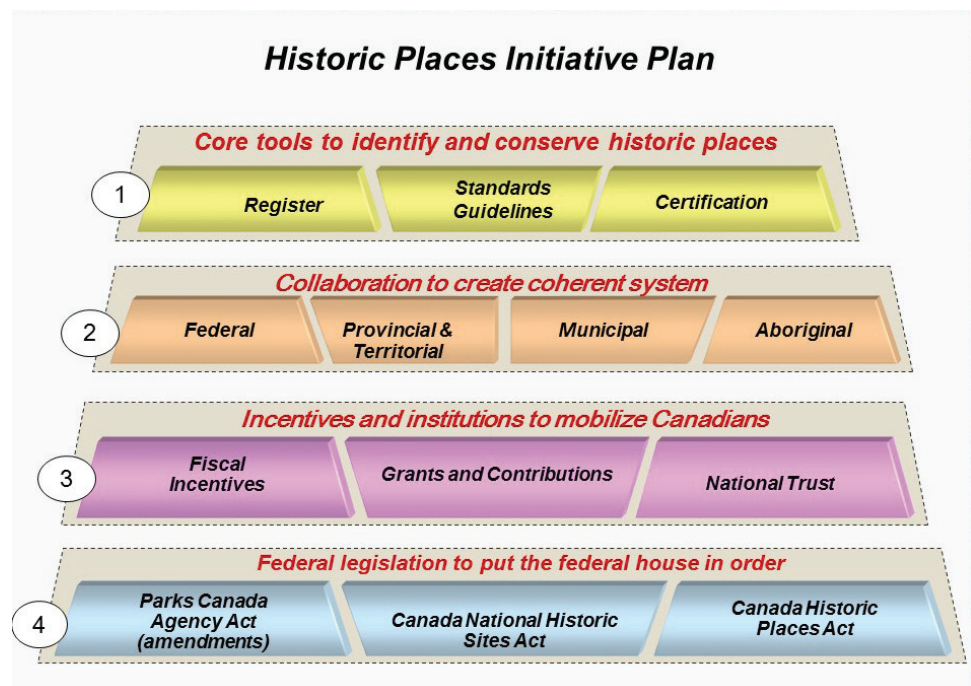 Historic Places Initiative Plan
Core tools to identify and conserve historic places
1
Register
Standards
Guidelines
Certification
Collaboration to create coherent system
2
Federal
Provincial &
Territorial
Municipal
Aboriginal
Incentives and institutions to mobilize Canadians
3
Fiscal
Incentives
Grants and Contributions
National Trust
Federal legislation to put the federal house in order
4
Parks Canada
Agency Act
(amendments)
Canada National Historic
Sites Act
Canada Historic
Places Act